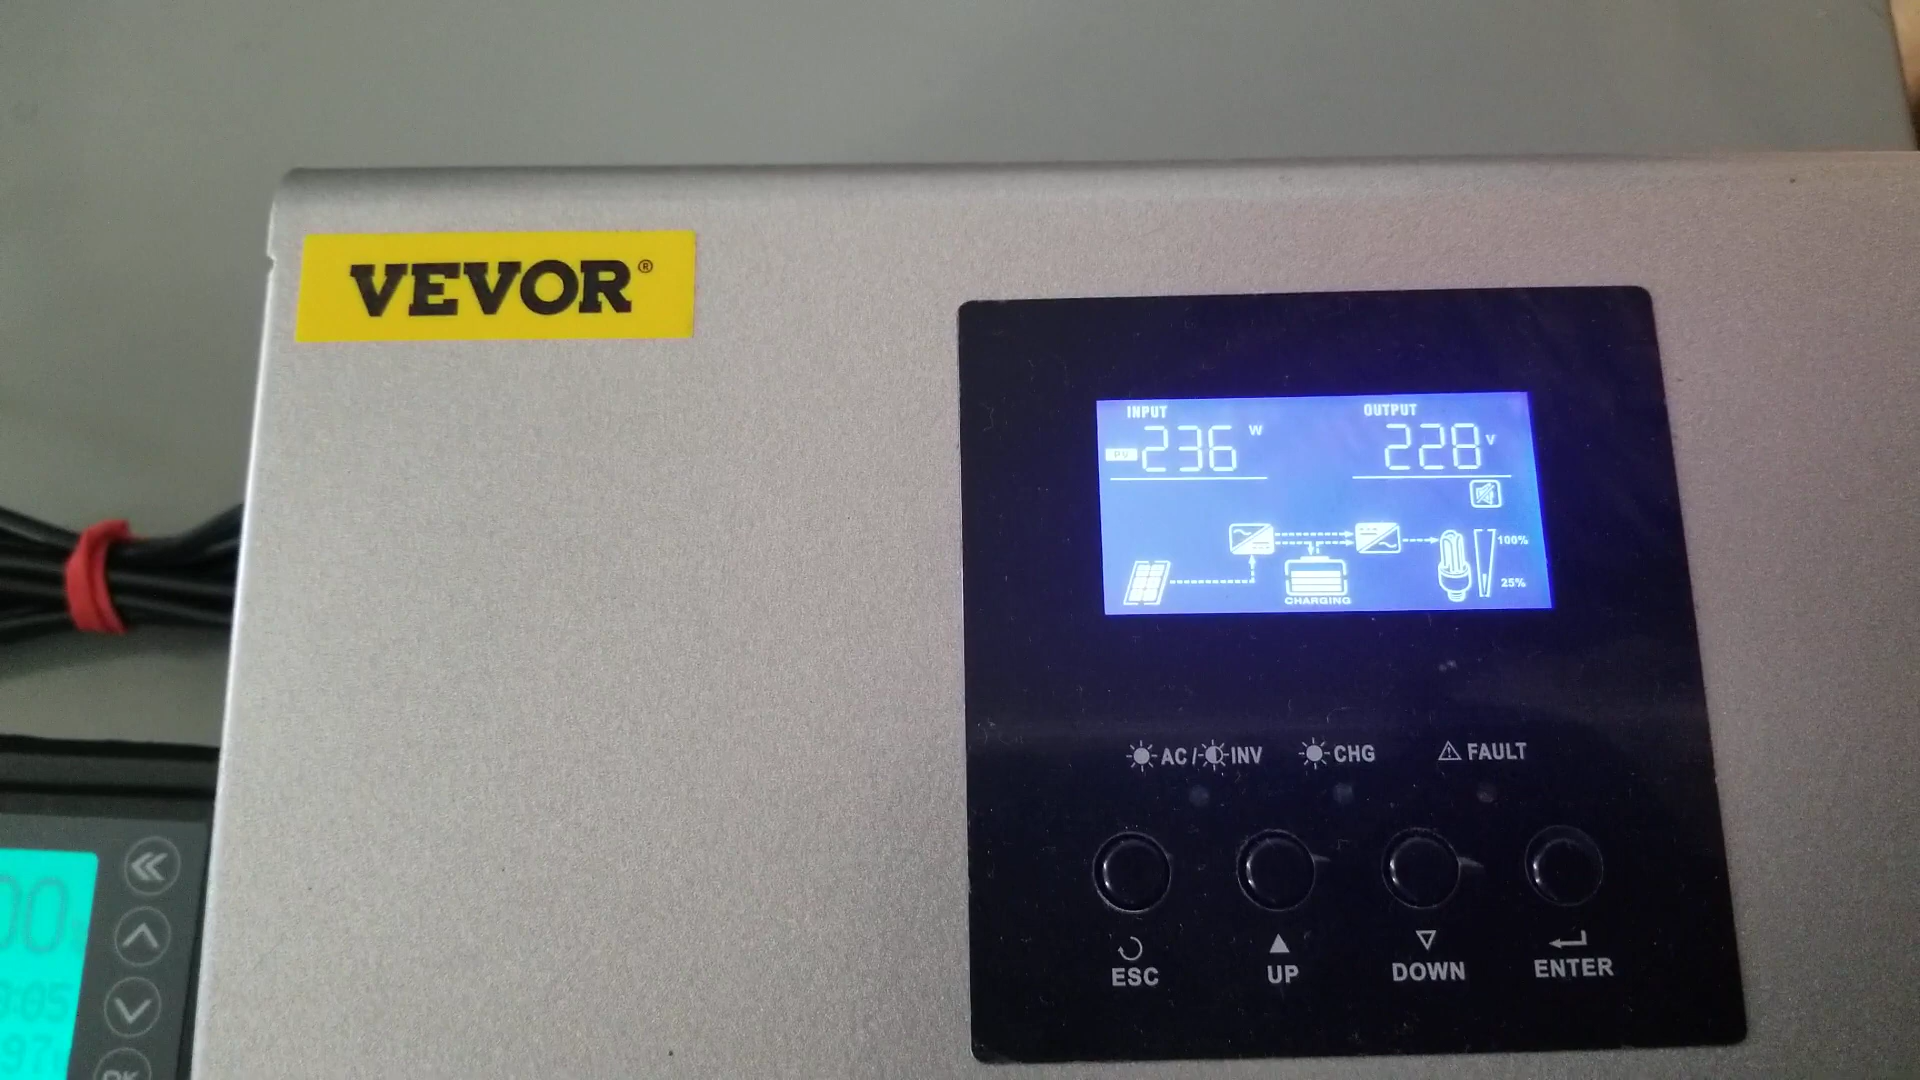 VEVOR®
INPUT OUTPUT
PV 236 W 228 V
100%
25%
CHARGING
AC / INV CHG FAULT
ESC UP DOWN ENTER